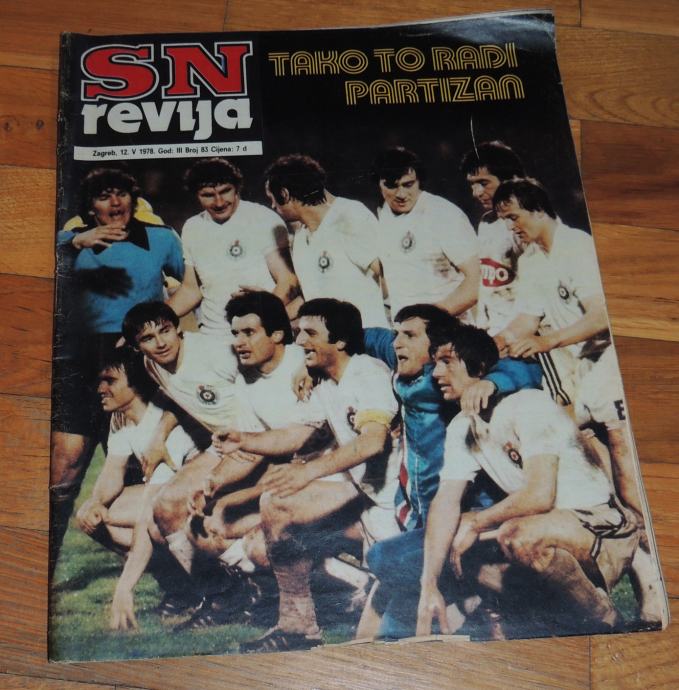 SN
revija
Zagreb, 12. V 1978. God: III Broj 83 Cijena: 7 d
TAKO TO RADI
PARTIZAN